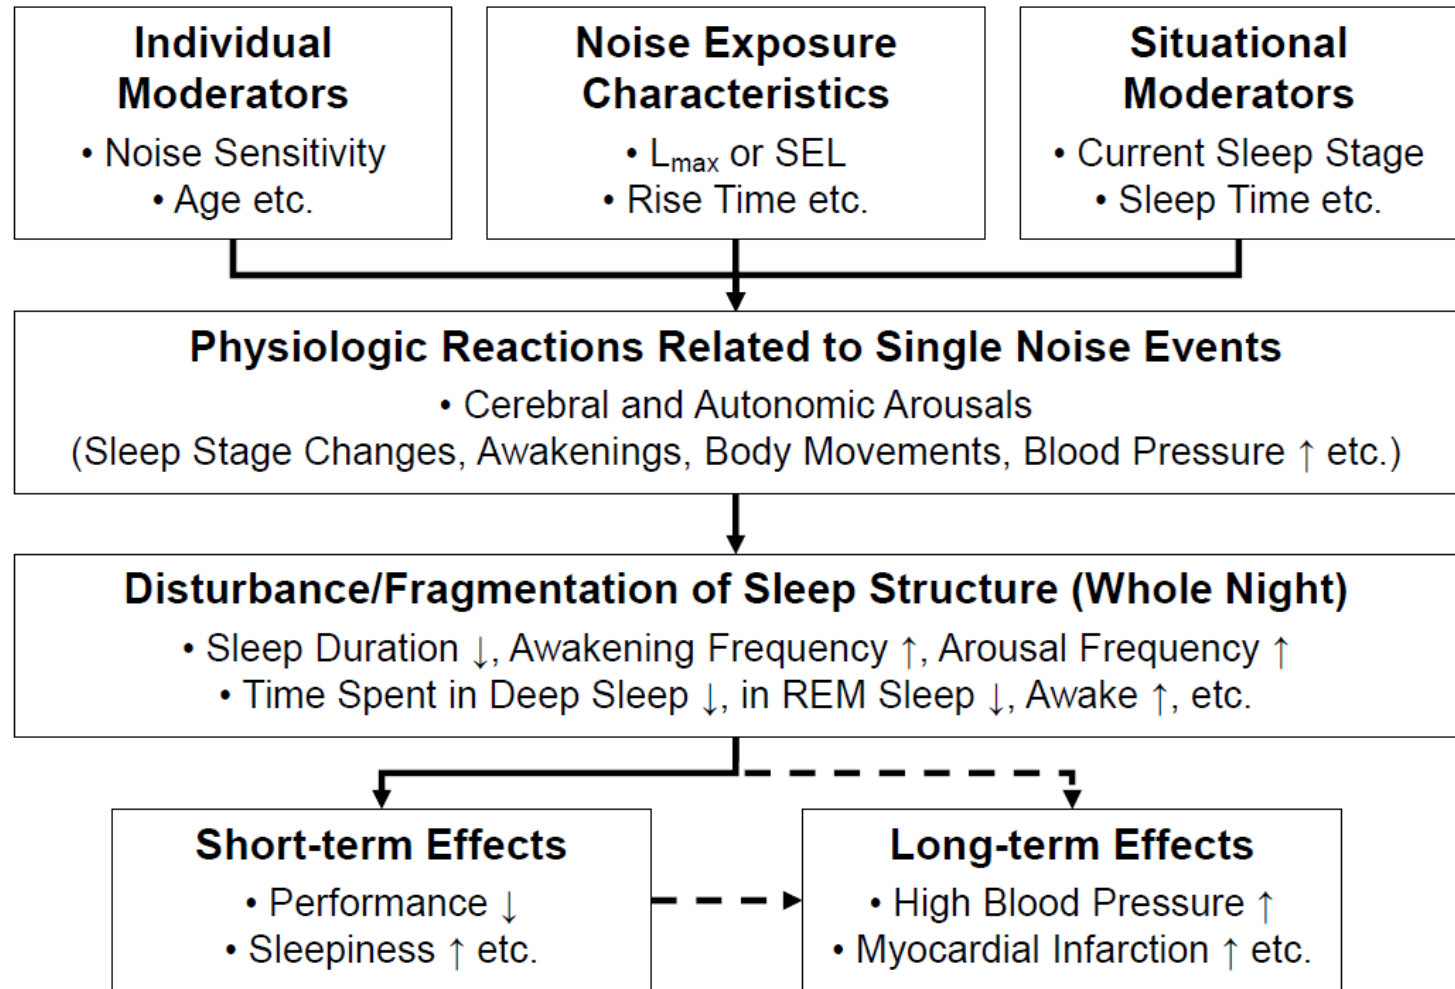 Individual
Moderators
• Noise Sensitivity
• Age etc.
Noise Exposure
Characteristics
• Lmax or SEL
• Rise Time etc.
Situational
Moderators
• Current Sleep Stage
• Sleep Time etc.
Physiologic Reactions Related to Single Noise Events
• Cerebral and Autonomic Arousals
(Sleep Stage Changes, Awakenings, Body Movements, Blood Pressure ↑ etc.)
Disturbance/Fragmentation of Sleep Structure (Whole Night)
• Sleep Duration ↓, Awakening Frequency ↑, Arousal Frequency ↑
• Time Spent in Deep Sleep ↓, in REM Sleep ↓, Awake ↑, etc.
Short-term Effects
• Performance ↓
• Sleepiness ↑ etc.
Long-term Effects
• High Blood Pressure ↑
• Myocardial Infarction ↑ etc.